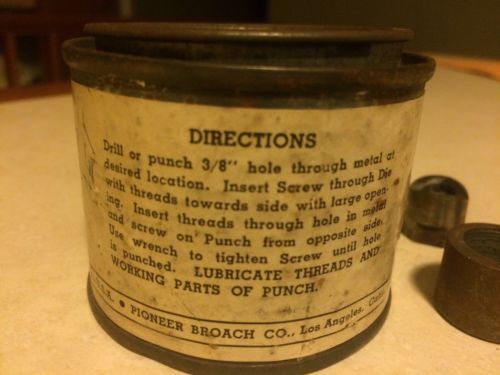 DIRECTIONS
Drill or punch 3/8" hole through metal at
desired location. Insert Screw through Die
with threads towards side with large open-
ing. Insert threads through hole in metal
and screw on Punch from opposite side.
Use wrench to tighten Screw until hole
is punched. LUBRICATE THREADS AND
WORKING PARTS OF PUNCH.
U.S.A. • PIONEER BROACH CO., Los Angeles, Calif.